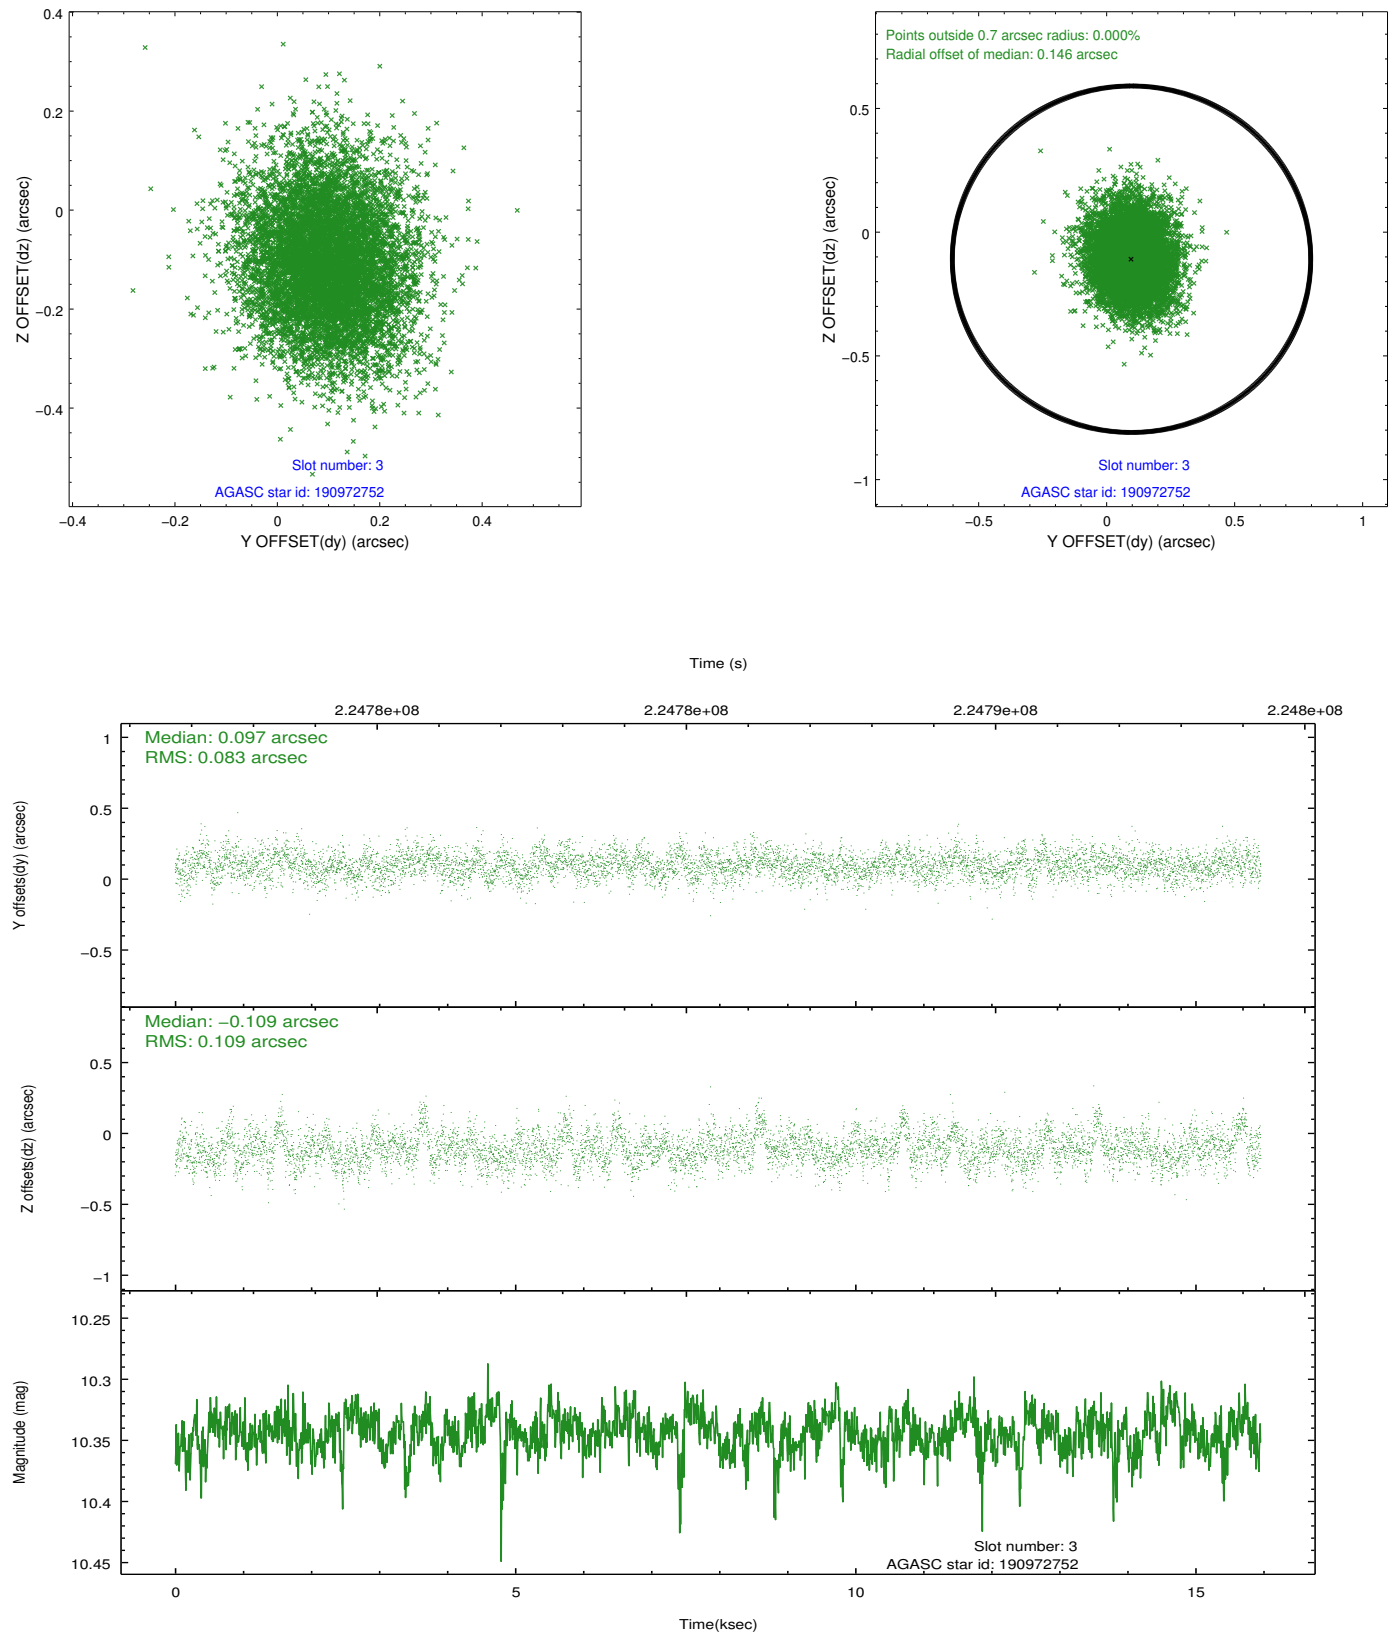 0.4
0.2
0
−0.2
−0.4
Z OFFSET(dz) (arcsec)
Slot number: 3
AGASC star id: 190972752
−0.4 −0.2 0 0.2 0.4
Y OFFSET(dy) (arcsec)
Points outside 0.7 arcsec radius: 0.000%
Radial offset of median: 0.146 arcsec
0.5
0
−0.5
−1
Z OFFSET(dz) (arcsec)
Slot number: 3
AGASC star id: 190972752
−0.5 0 0.5 1
Y OFFSET(dy) (arcsec)
Time (s)
2.2478e+08 2.2478e+08 2.2479e+08 2.248e+08
Median: 0.097 arcsec
RMS: 0.083 arcsec
1
0.5
0
−0.5
Y offsets(dy) (arcsec)
Median: −0.109 arcsec
RMS: 0.109 arcsec
0.5
0
−0.5
−1
Z offsets(dz) (arcsec)
10.25
10.3
10.35
10.4
10.45
Magnitude (mag)
Slot number: 3
AGASC star id: 190972752
0 5 10 15
Time(ksec)